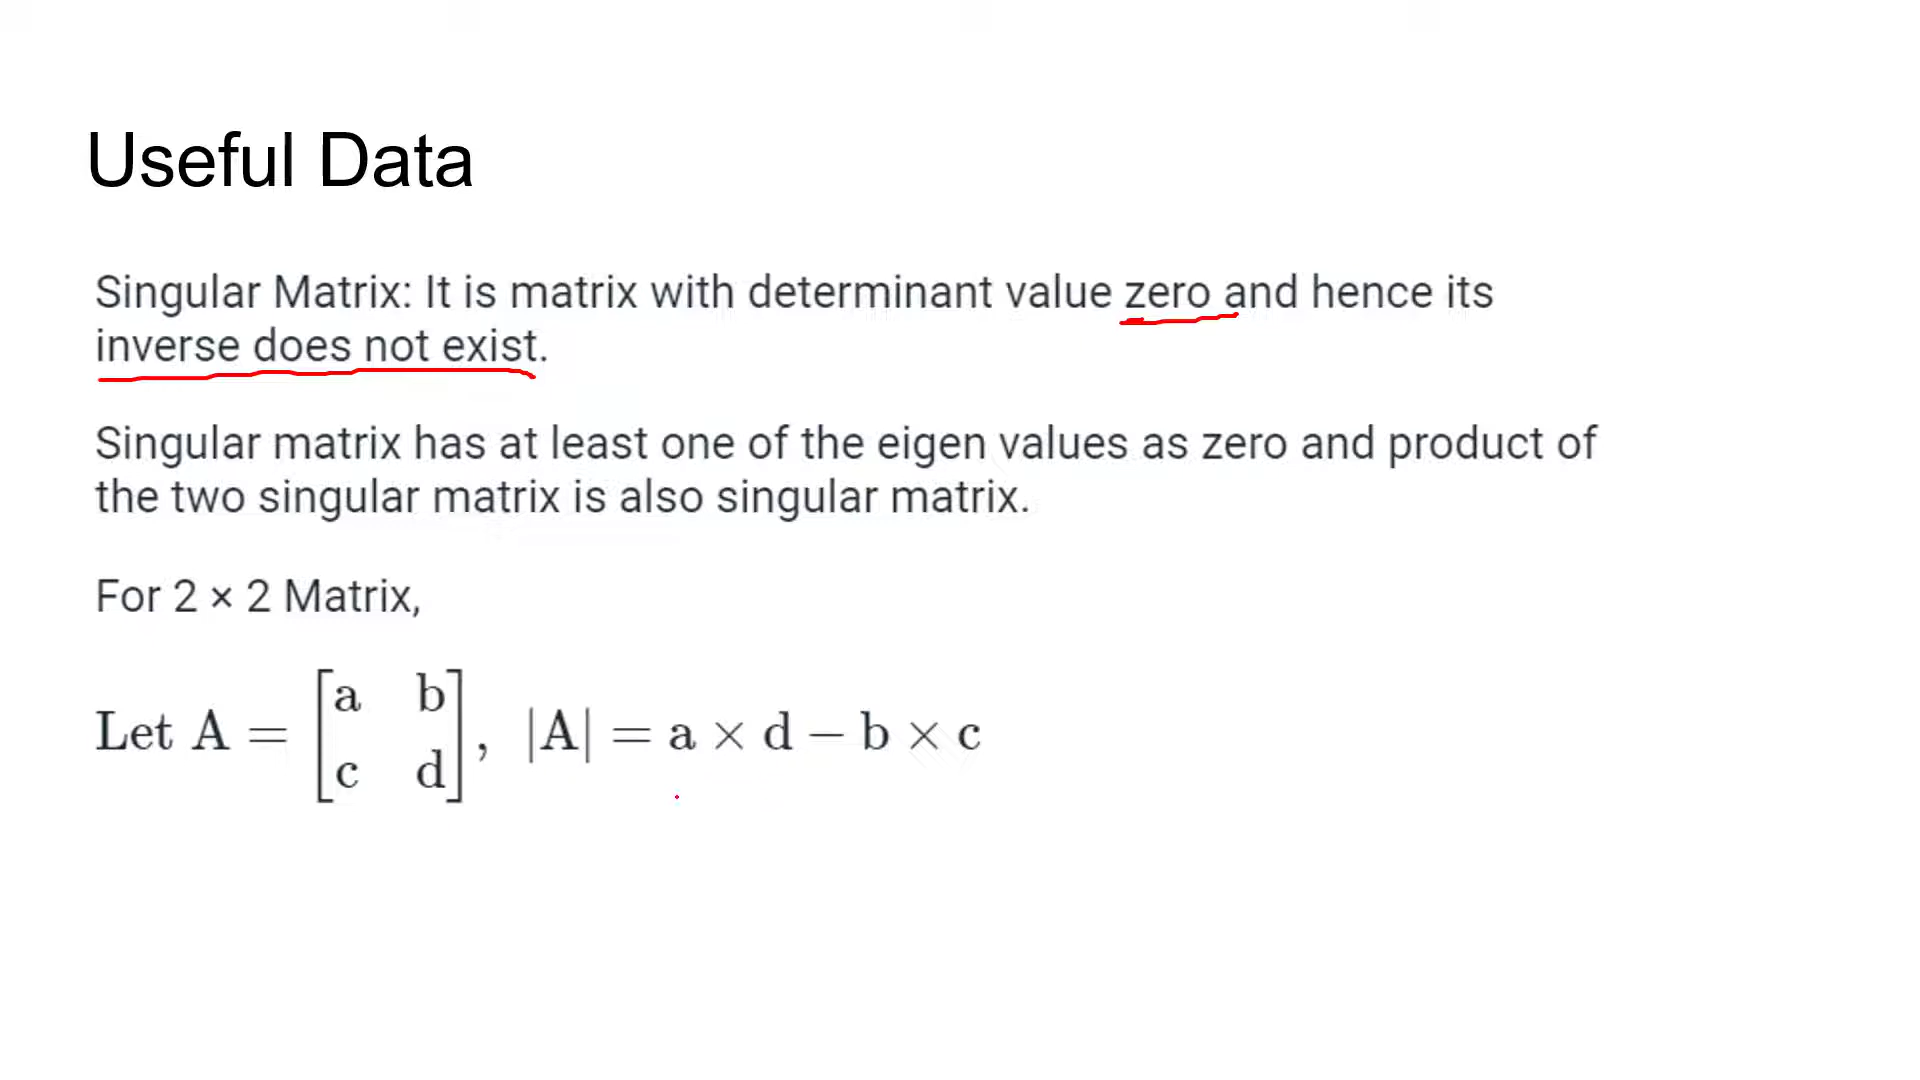 Useful Data
Singular Matrix: It is matrix with determinant value zero and hence its
inverse does not exist.
Singular matrix has at least one of the eigen values as zero and product of
the two singular matrix is also singular matrix.
For 2 × 2 Matrix,
Let A = [a b
c d], |A| = a × d − b × c